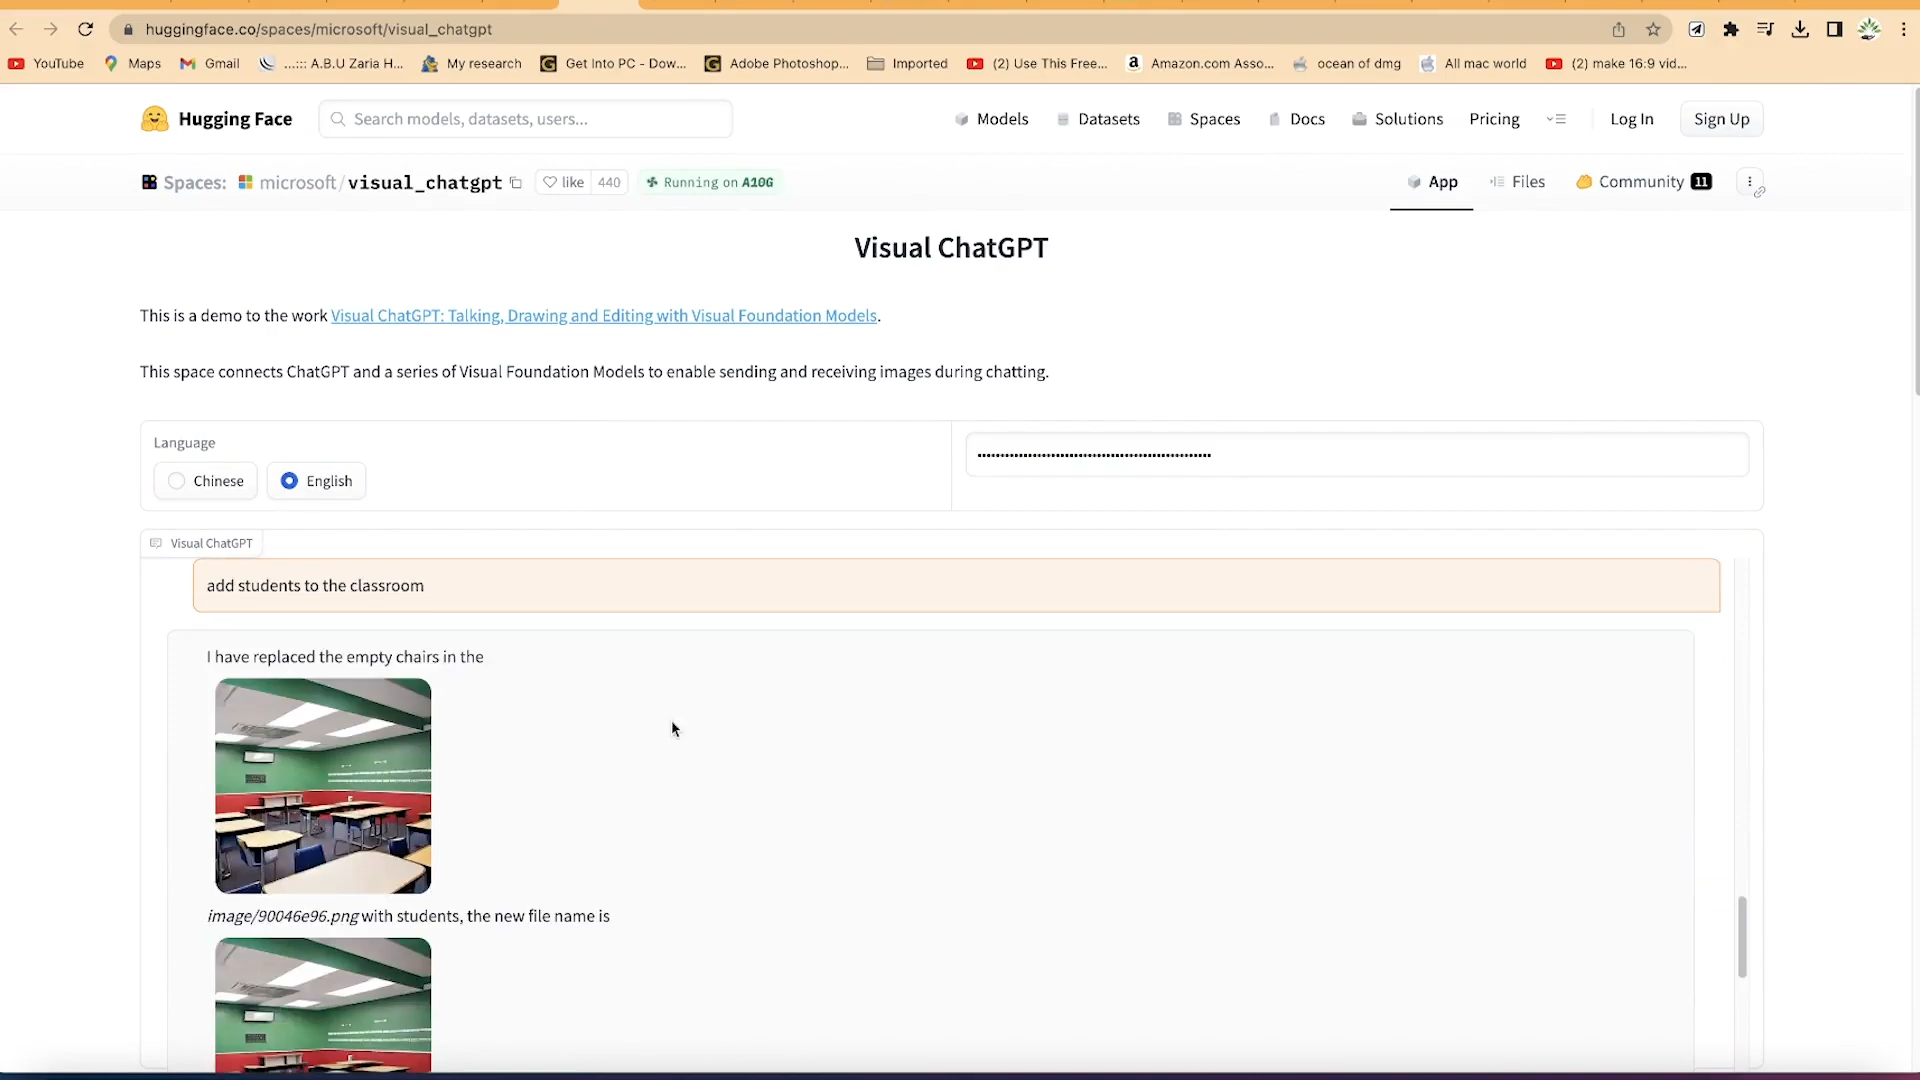 huggingface.co/spaces/microsoft/visual_chatgpt
YouTube Maps Gmail ...::: A.B.U Zaria H... My research Get Into PC - Dow... Adobe Photoshop... Imported (2) Use This Free... Amazon.com Asso... ocean of dmg All mac world (2) make 16:9 vid...
Hugging Face Search models, datasets, users... Models Datasets Spaces Docs Solutions Pricing Log In Sign Up
Spaces: microsoft/visual_chatgpt like 440 Running on A10G App Files Community 11
Visual ChatGPT
This is a demo to the work Visual ChatGPT: Talking, Drawing and Editing with Visual Foundation Models.
This space connects ChatGPT and a series of Visual Foundation Models to enable sending and receiving images during chatting.
Language
Chinese English
Visual ChatGPT
add students to the classroom
I have replaced the empty chairs in the
image/90046e96.png with students, the new file name is